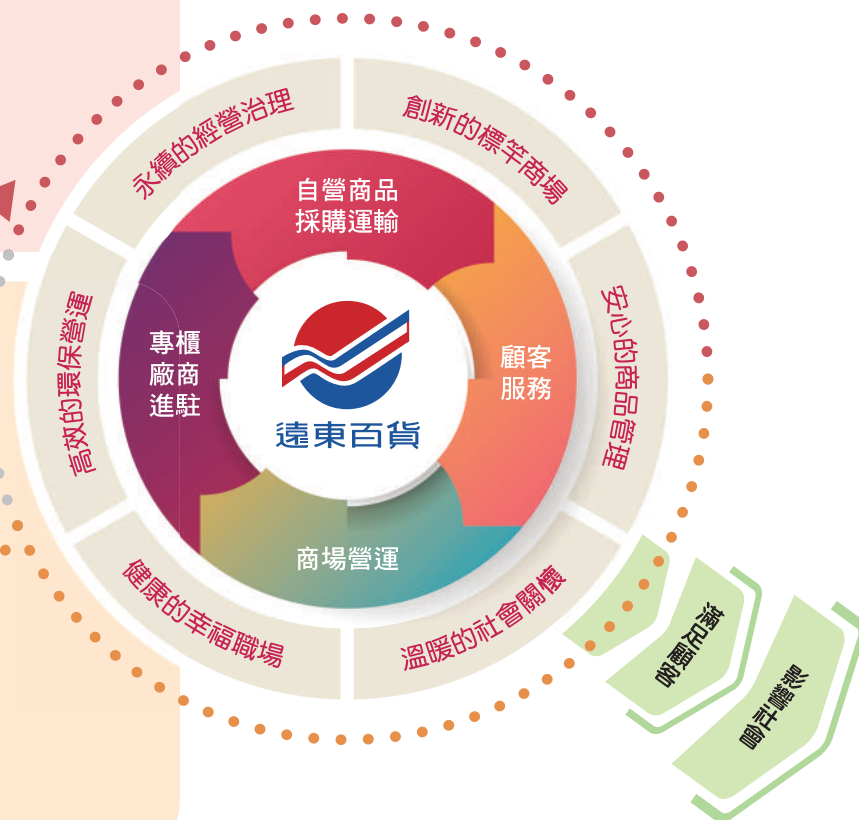 永續的經營治理
創新的標竿商場
安心的商品管理
溫暖的社會關懷
健康的幸福職場
高效的環保營運
自營商品
採購運輸
顧客
服務
商場營運
專櫃
廠商
進駐
遠東百貨
滿足顧客
影響社會